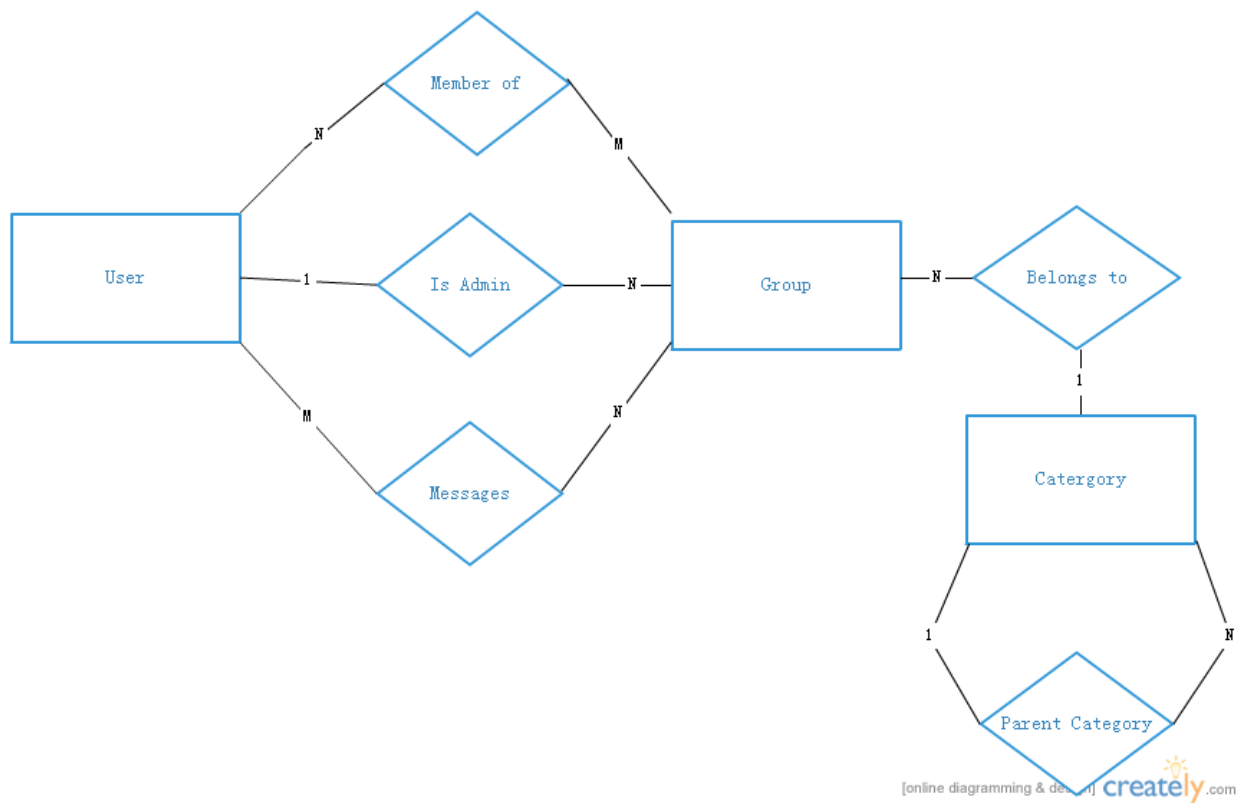 Member of
N
M
User
1
Is Admin
N
Group
N
Belongs to
1
M
N
Messages
Catergory
1
N
Parent Category
[online diagramming & de   ]
creately.com